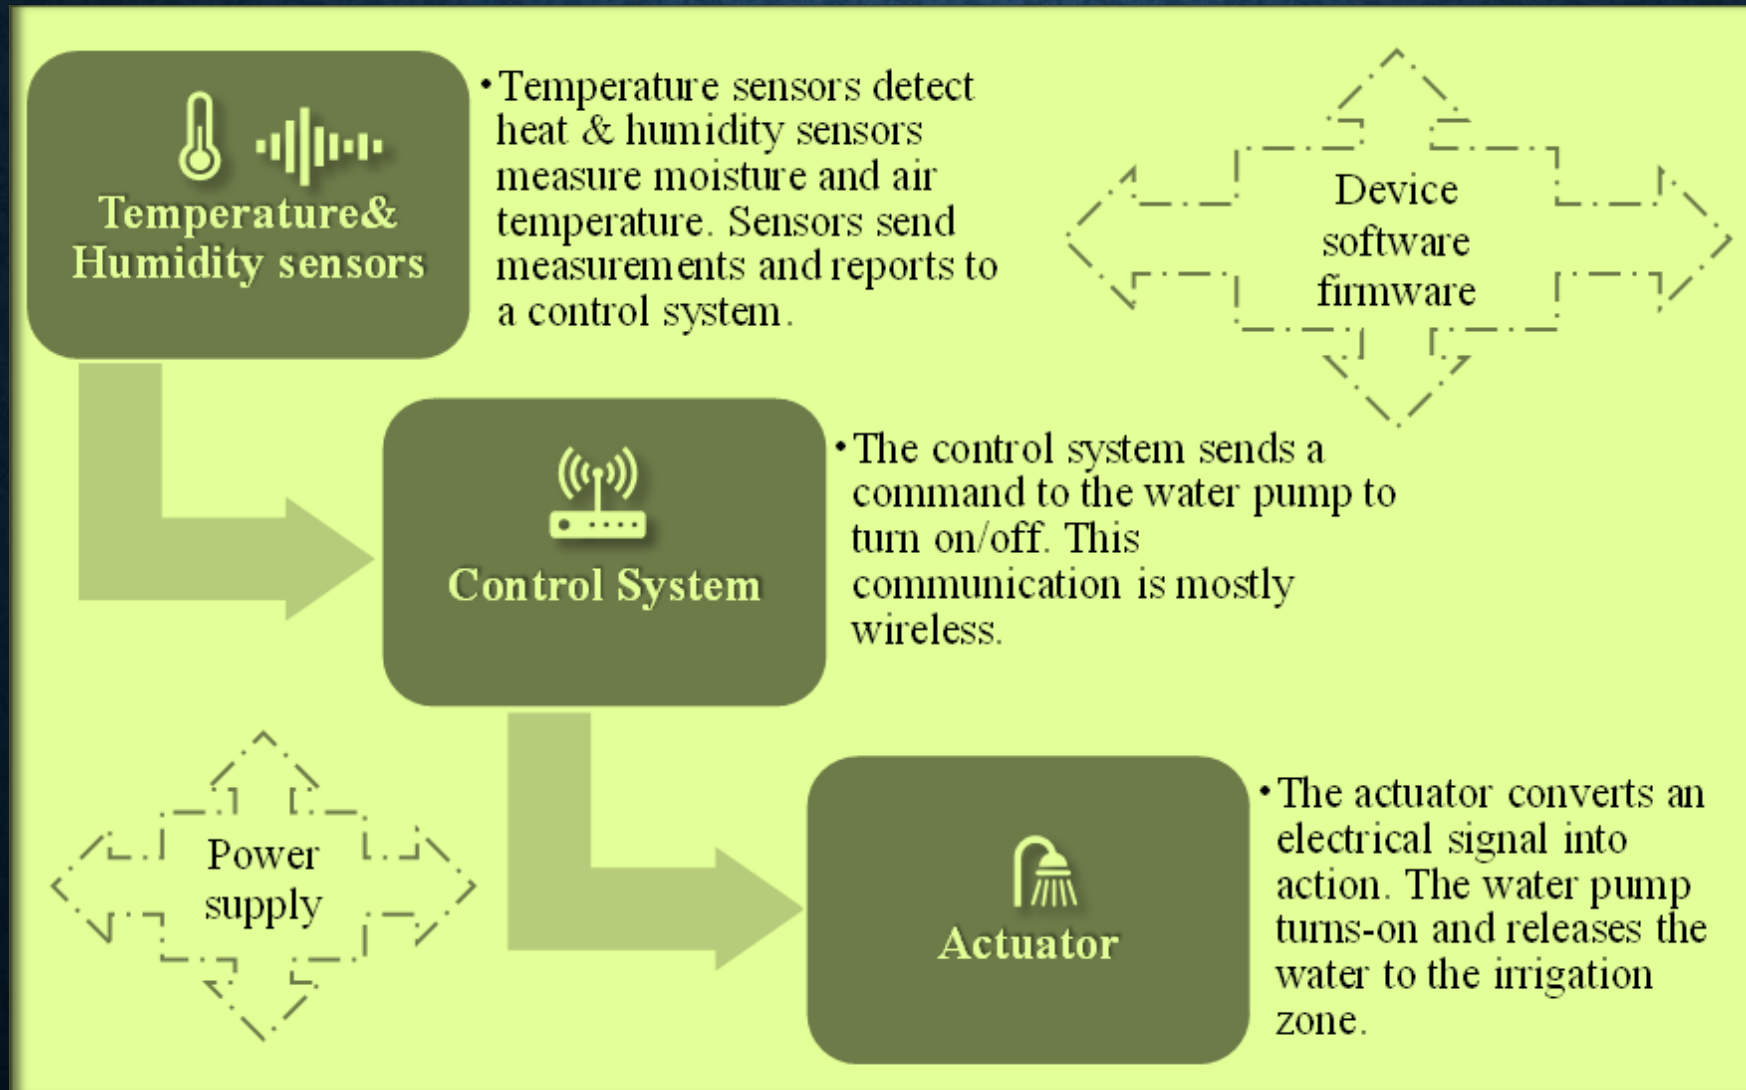 Temperature&
Humidity sensors
•Temperature sensors detect
heat & humidity sensors
measure moisture and air
temperature. Sensors send
measurements and reports to
a control system.
Device
software
firmware
Control System
•The control system sends a
command to the water pump to
turn on/off. This
communication is mostly
wireless.
Power
supply
Actuator
•The actuator converts an
electrical signal into
action. The water pump
turns-on and releases the
water to the irrigation
zone.